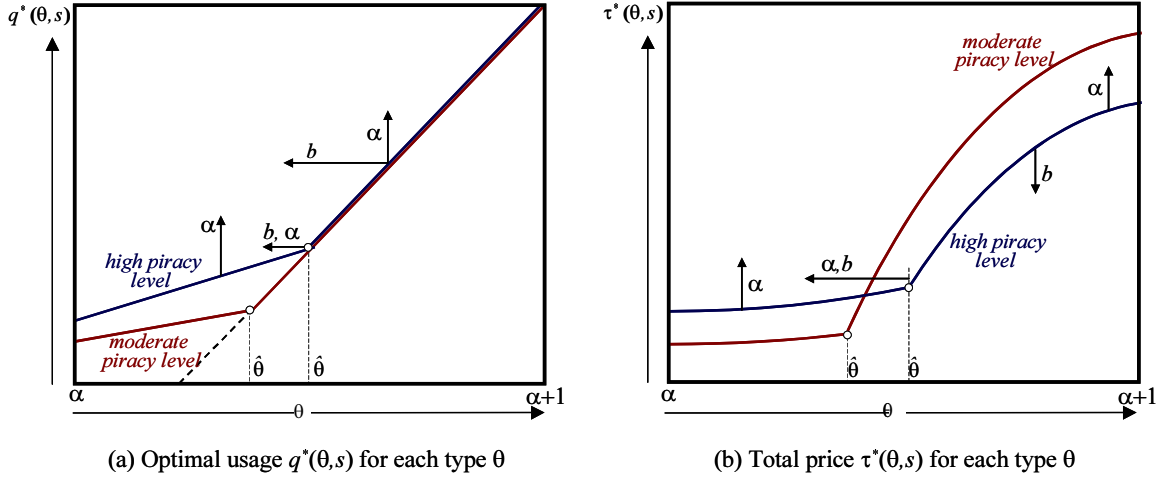 q*(θ,s)
α
b
α
b, α
high piracy
level
moderate
piracy level
θ̂
θ̂
α
α+1
θ
(a) Optimal usage q*(θ,s) for each type θ
τ*(θ,s)
moderate
piracy level
α
b
high piracy
level
α,b
α
θ̂
θ̂
α
α+1
θ
(b) Total price τ*(θ,s) for each type θ